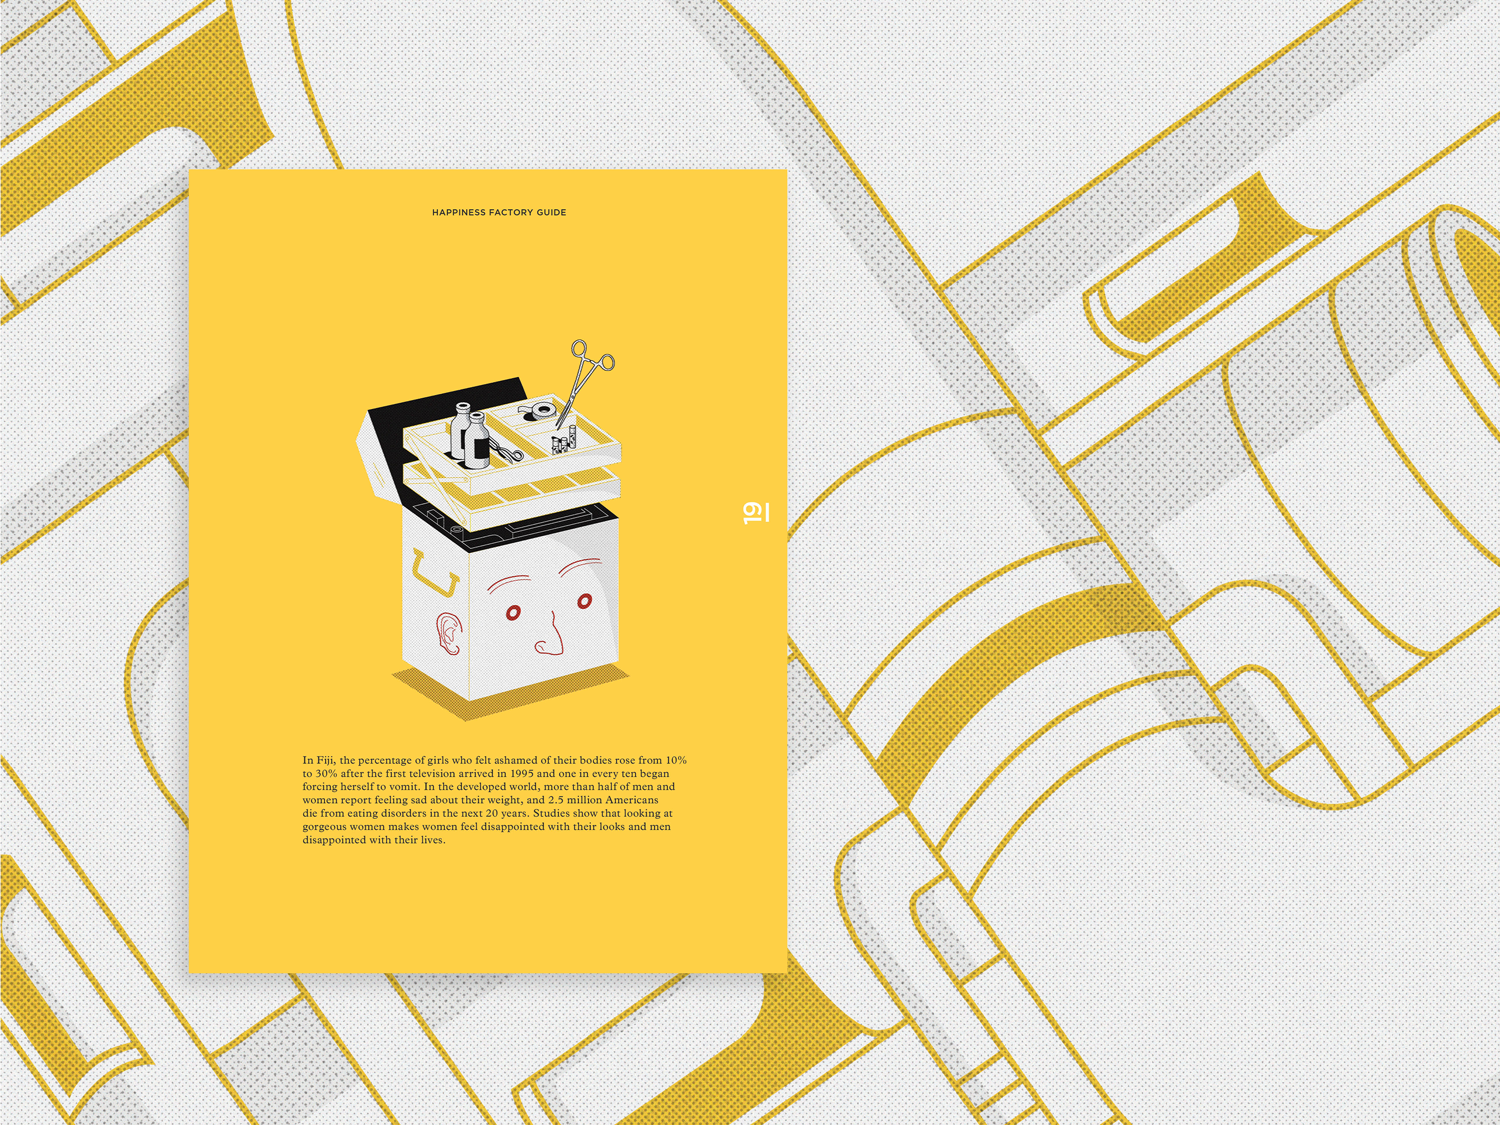 HAPPINESS FACTORY GUIDE
19
In Fiji, the percentage of girls who felt ashamed of their bodies rose from 10%
to 30% after the first television arrived in 1995 and one in every ten began
forcing herself to vomit. In the developed world, more than half of men and
women report feeling sad about their weight, and 2.5 million Americans
die from eating disorders in the next 20 years. Studies show that looking at
gorgeous women makes women feel disappointed with their looks and men
disappointed with their lives.